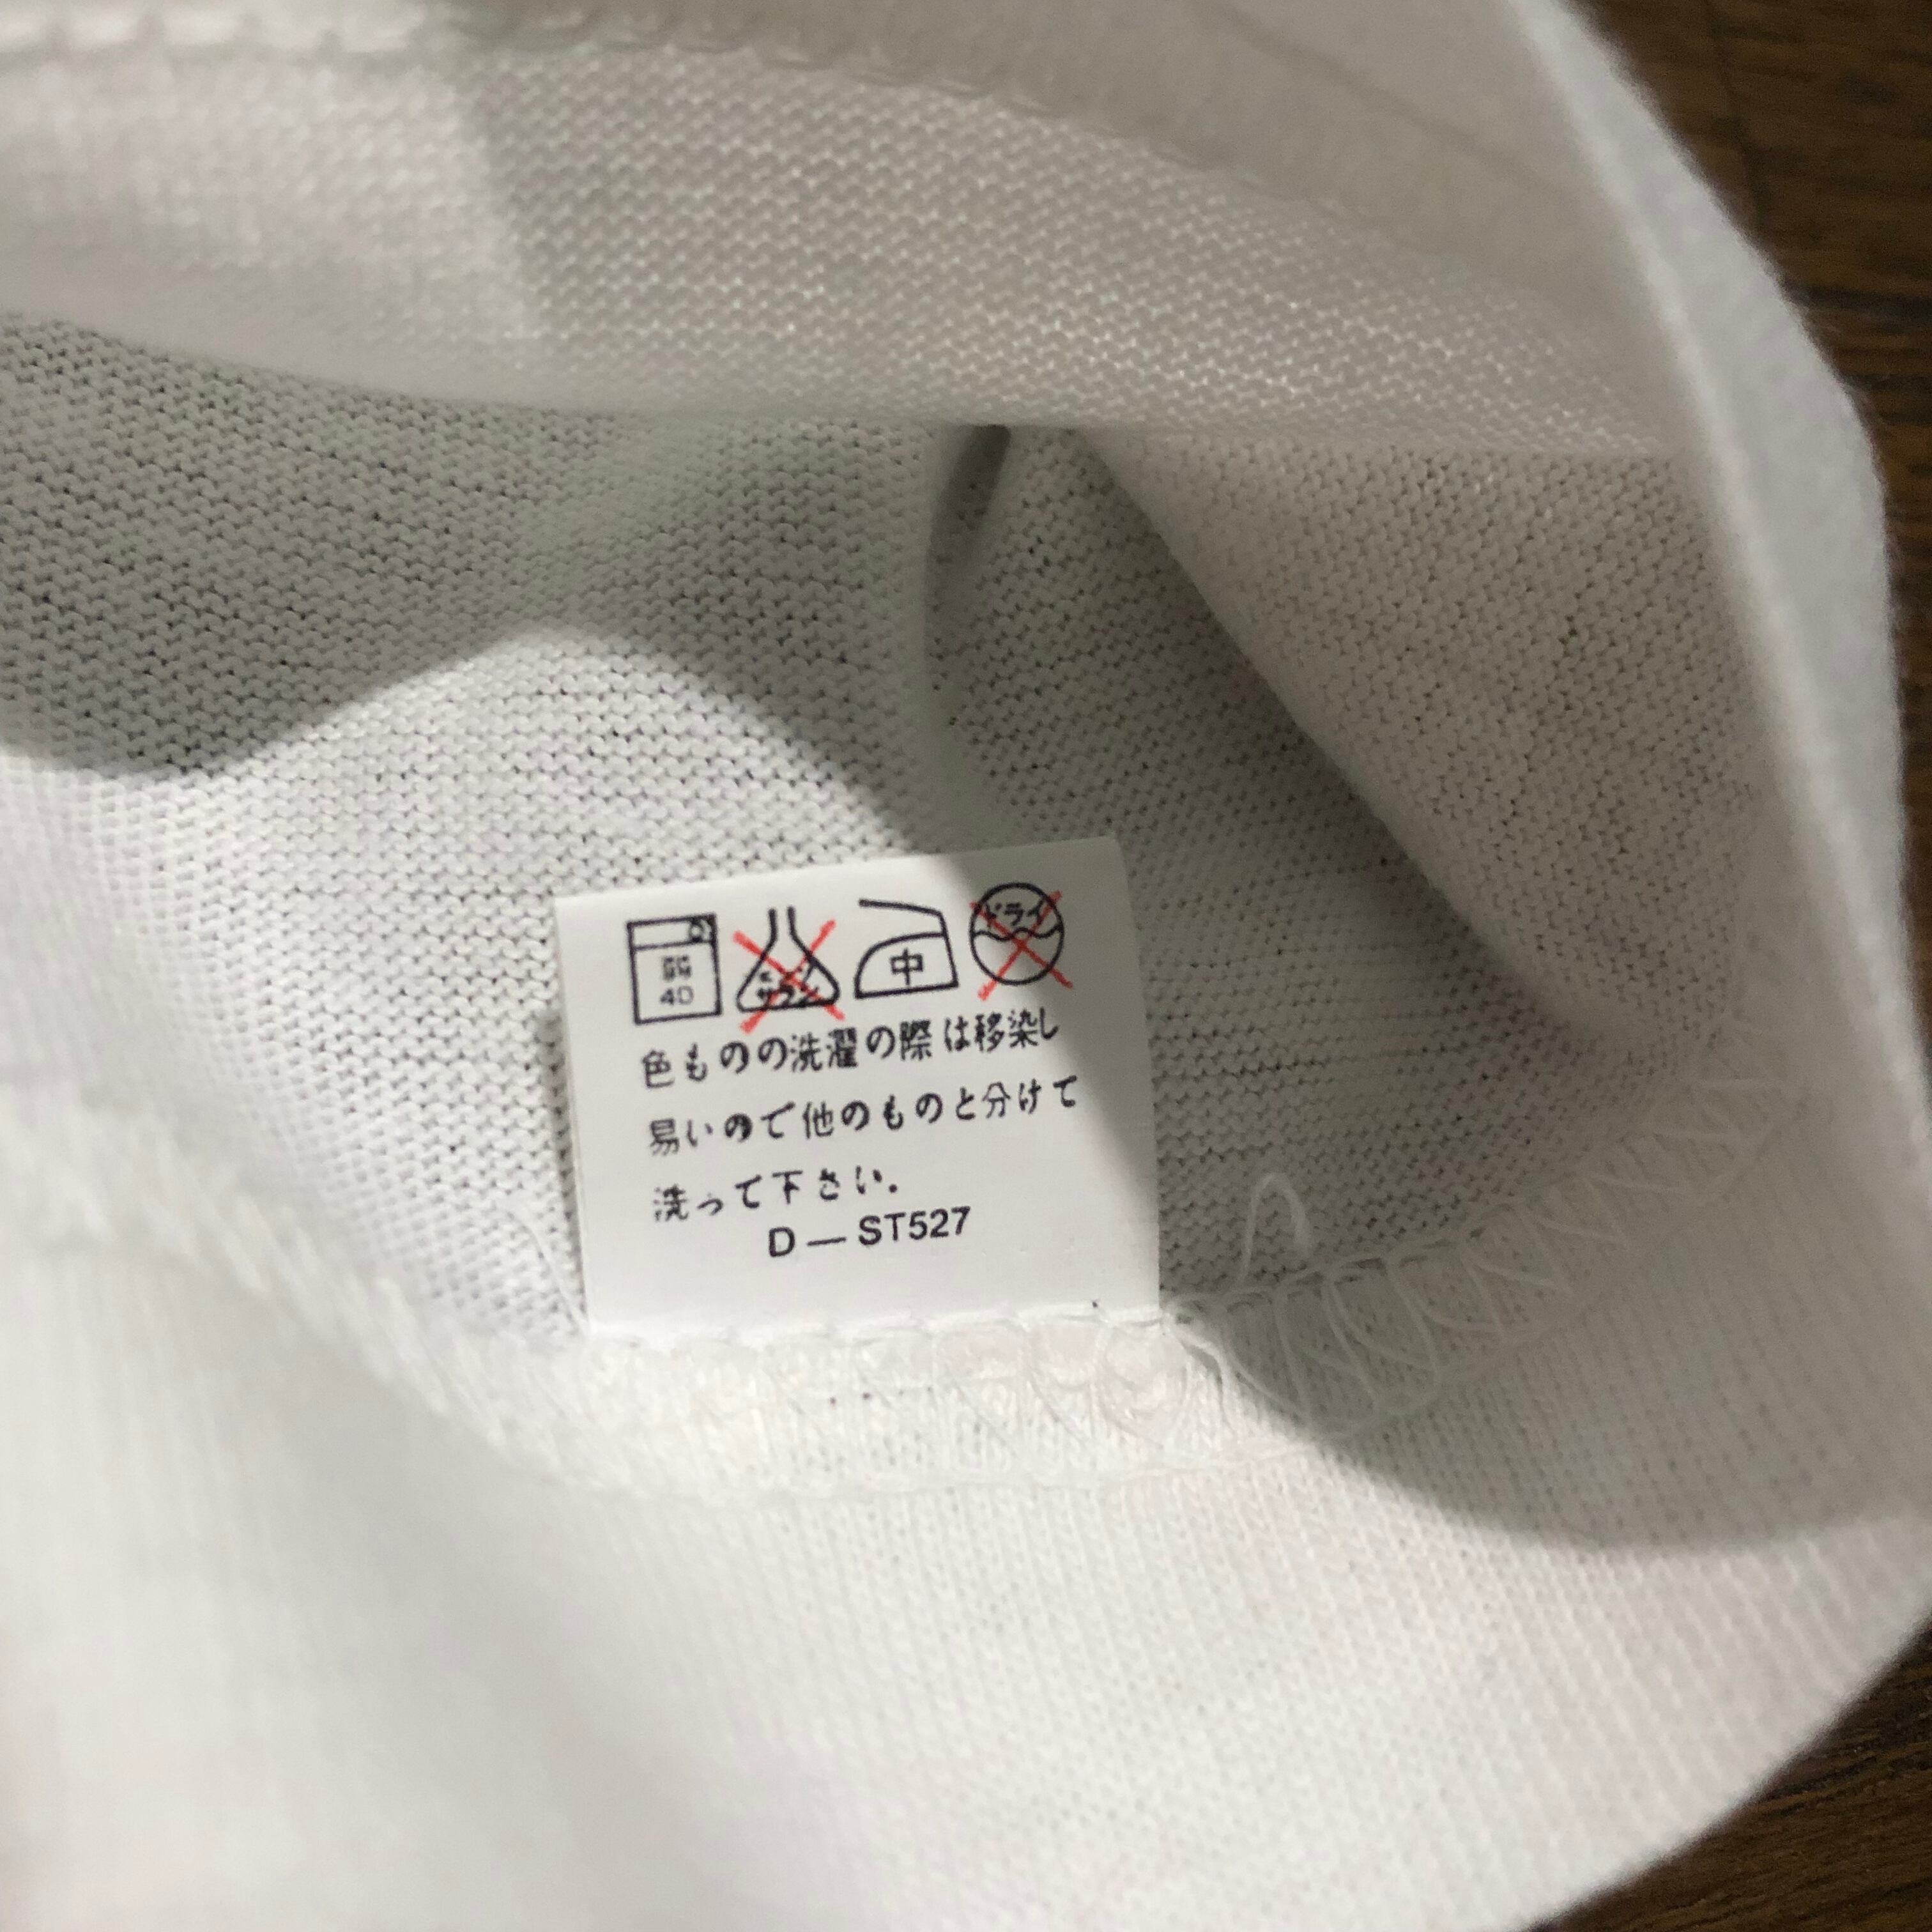 弱 40 エンソサラシ 中 ドライ
色ものの洗濯の際は移染し
易いので他のものと分けて
洗って下さい.
D — ST527